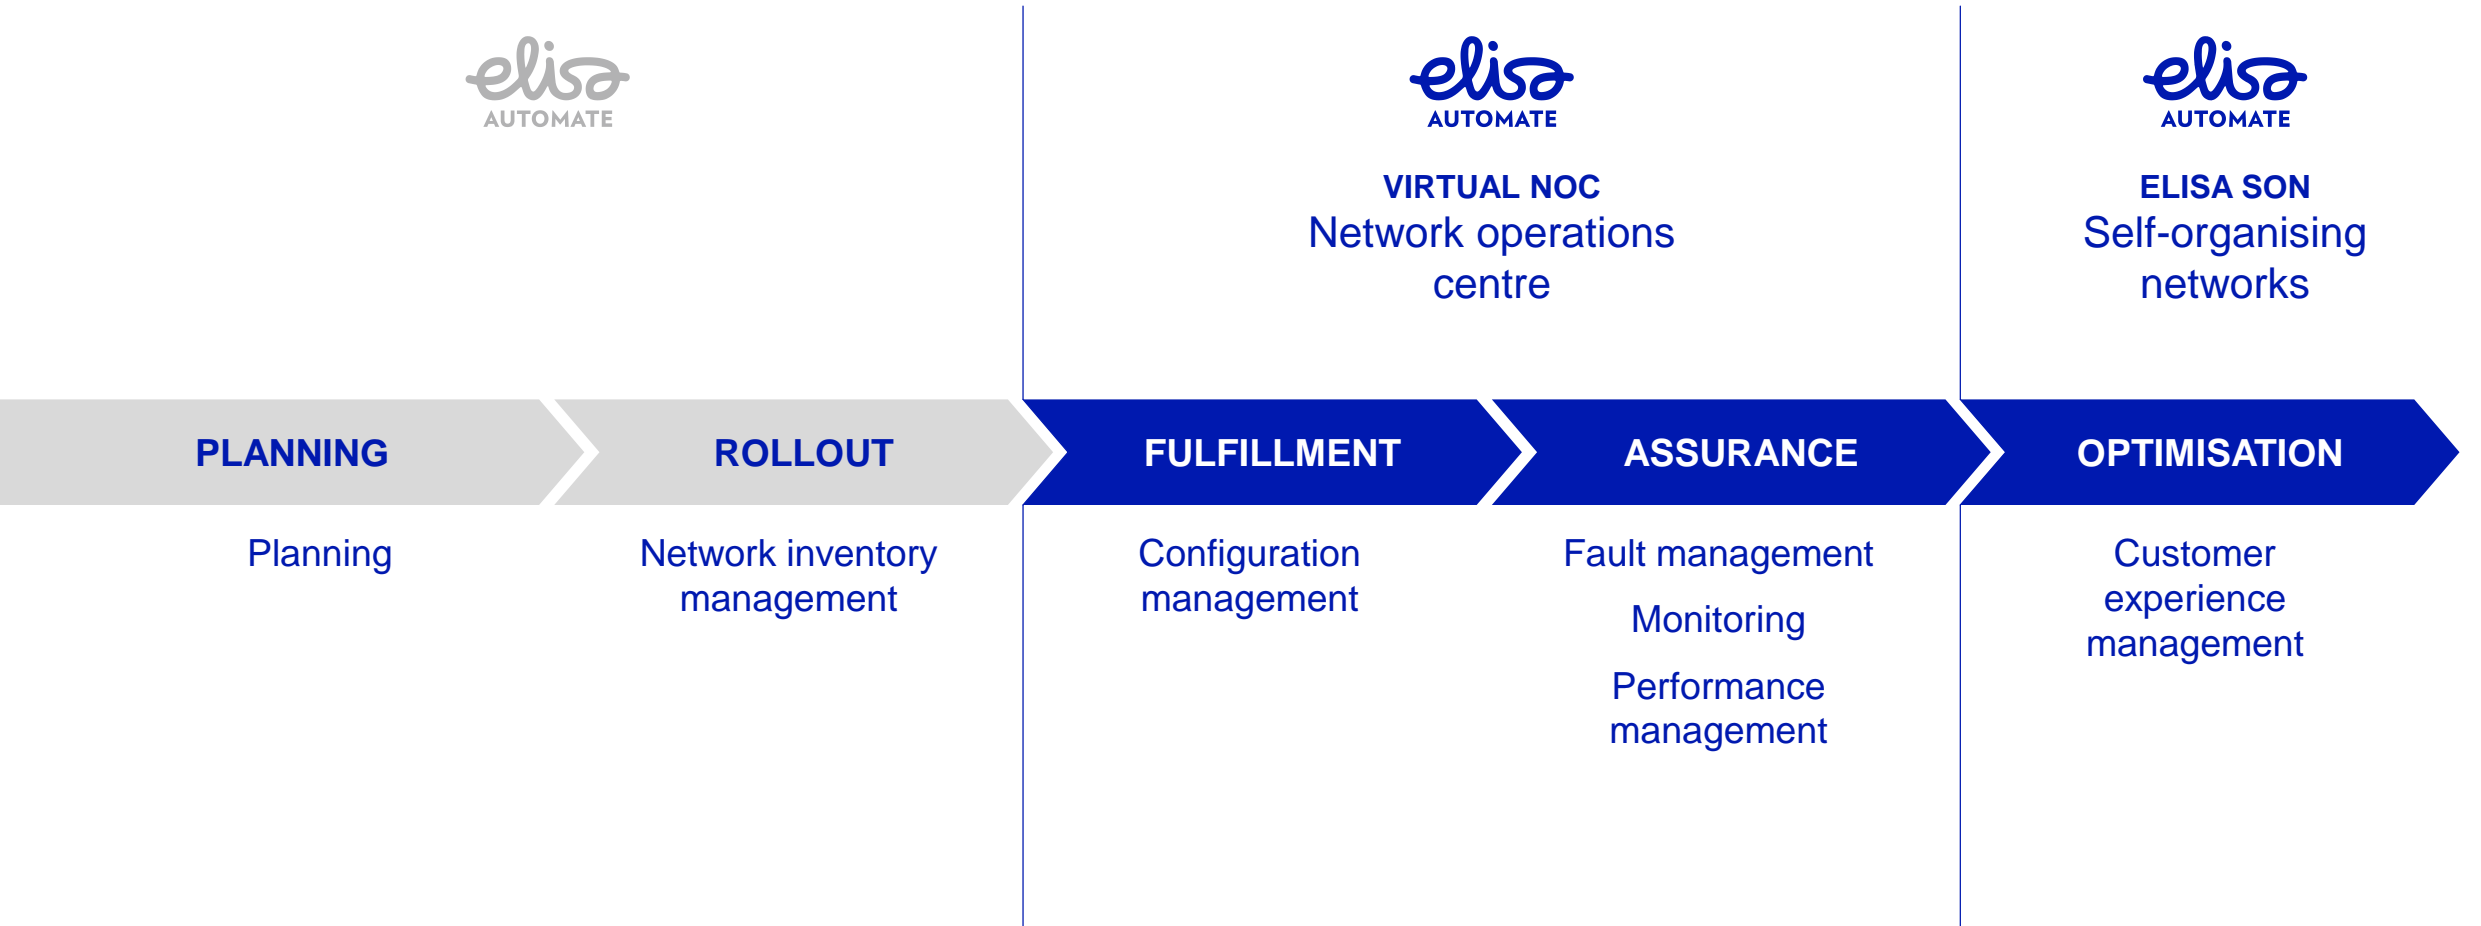 elisa
AUTOMATE
elisa
AUTOMATE
VIRTUAL NOC
Network operations
centre
elisa
AUTOMATE
ELISA SON
Self-organising
networks
PLANNING
ROLLOUT
FULFILLMENT
ASSURANCE
OPTIMISATION
Planning
Network inventory
management
Configuration
management
Fault management
Monitoring
Performance
management
Customer
experience
management